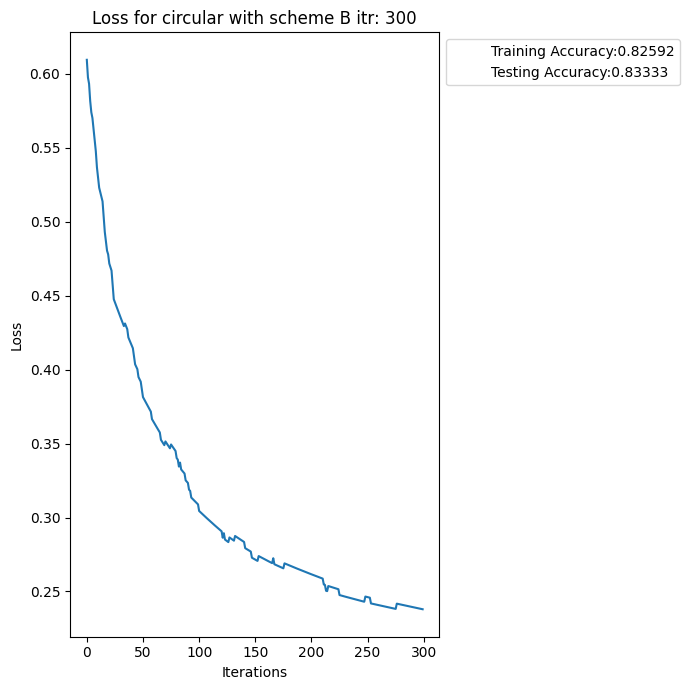 Loss for circular with scheme B itr: 300
Training Accuracy:0.82592
Testing Accuracy:0.83333
0.60
0.55
0.50
0.45
0.40
0.35
0.30
0.25
Loss
0 50 100 150 200 250 300
Iterations